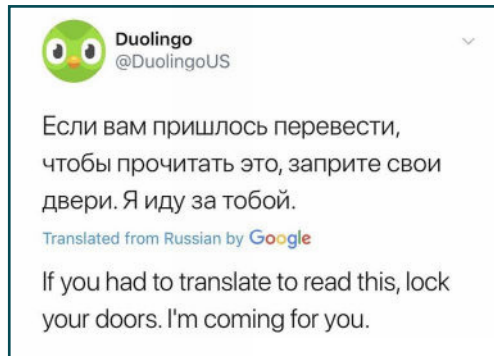 Duolingo
@DuolingoUS
Если вам пришлось перевести,
чтобы прочитать это, заприте свои
двери. Я иду за тобой.
Translated from Russian by Google
If you had to translate to read this, lock
your doors. I'm coming for you.